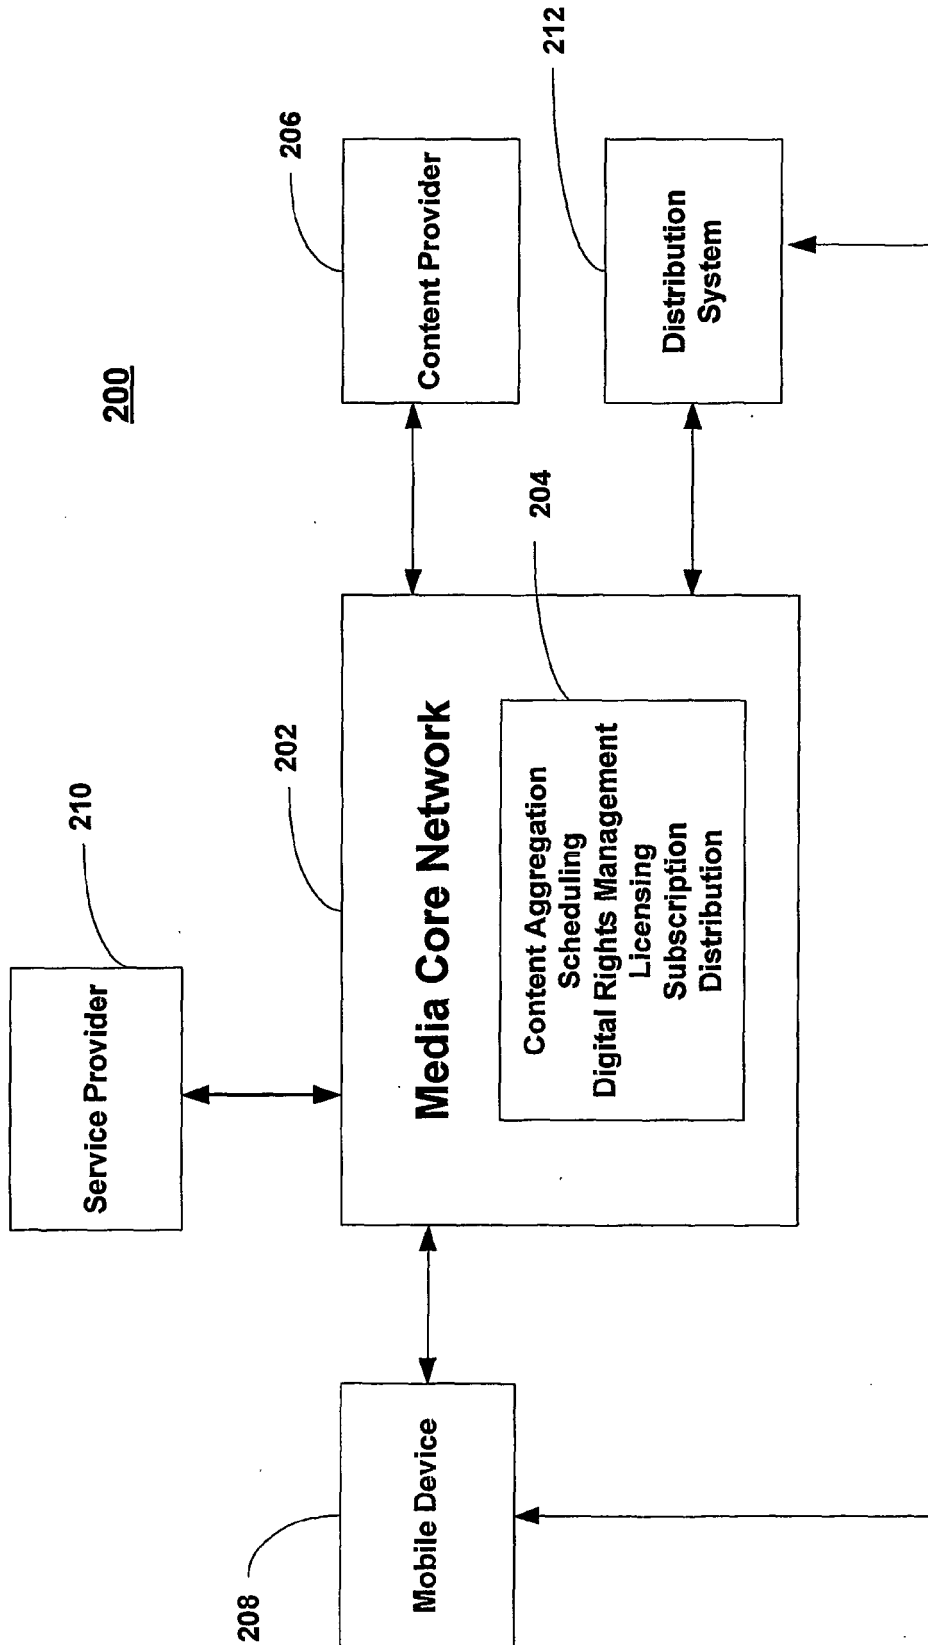 200
210
Service Provider
202
206
Content Provider
208
Mobile Device
Media Core Network
204
Content Aggregation
Scheduling
Digital Rights Management
Licensing
Subscription
Distribution
212
Distribution
System